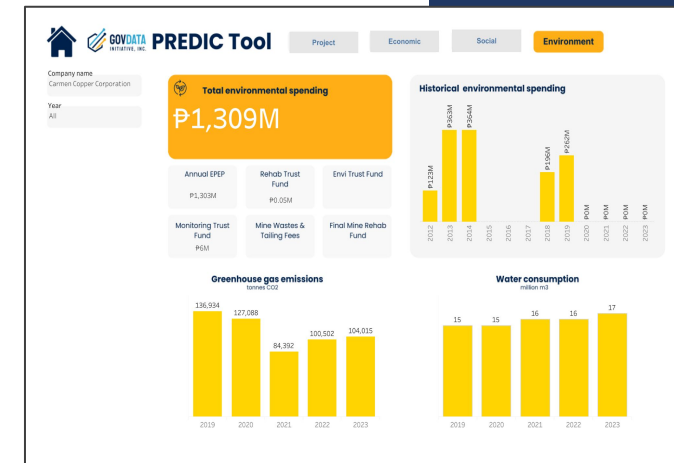 GOVDATA
INITIATIVE, INC.
PREDIC Tool
Project
Economic
Social
Environment
Company name
Carmen Copper Corporation
Year
All
Total environmental spending
₱1,309M
Annual EPEP
₱1,303M
Rehab Trust
Fund
₱0.05M
Envi Trust Fund
Monitoring Trust
Fund
₱6M
Mine Wastes &
Tailing Fees
Final Mine Rehab
Fund
Historical environmental spending
₱123M
₱363M
₱364M
₱196M
₱262M
₱0M
₱0M
₱0M
₱0M
2012
2013
2014
2015
2016
2017
2018
2019
2020
2021
2022
2023
Greenhouse gas emissions
tonnes CO2
136,934
127,088
84,392
100,502
104,015
2019
2020
2021
2022
2023
Water consumption
million m3
15
15
16
16
17
2019
2020
2021
2022
2023